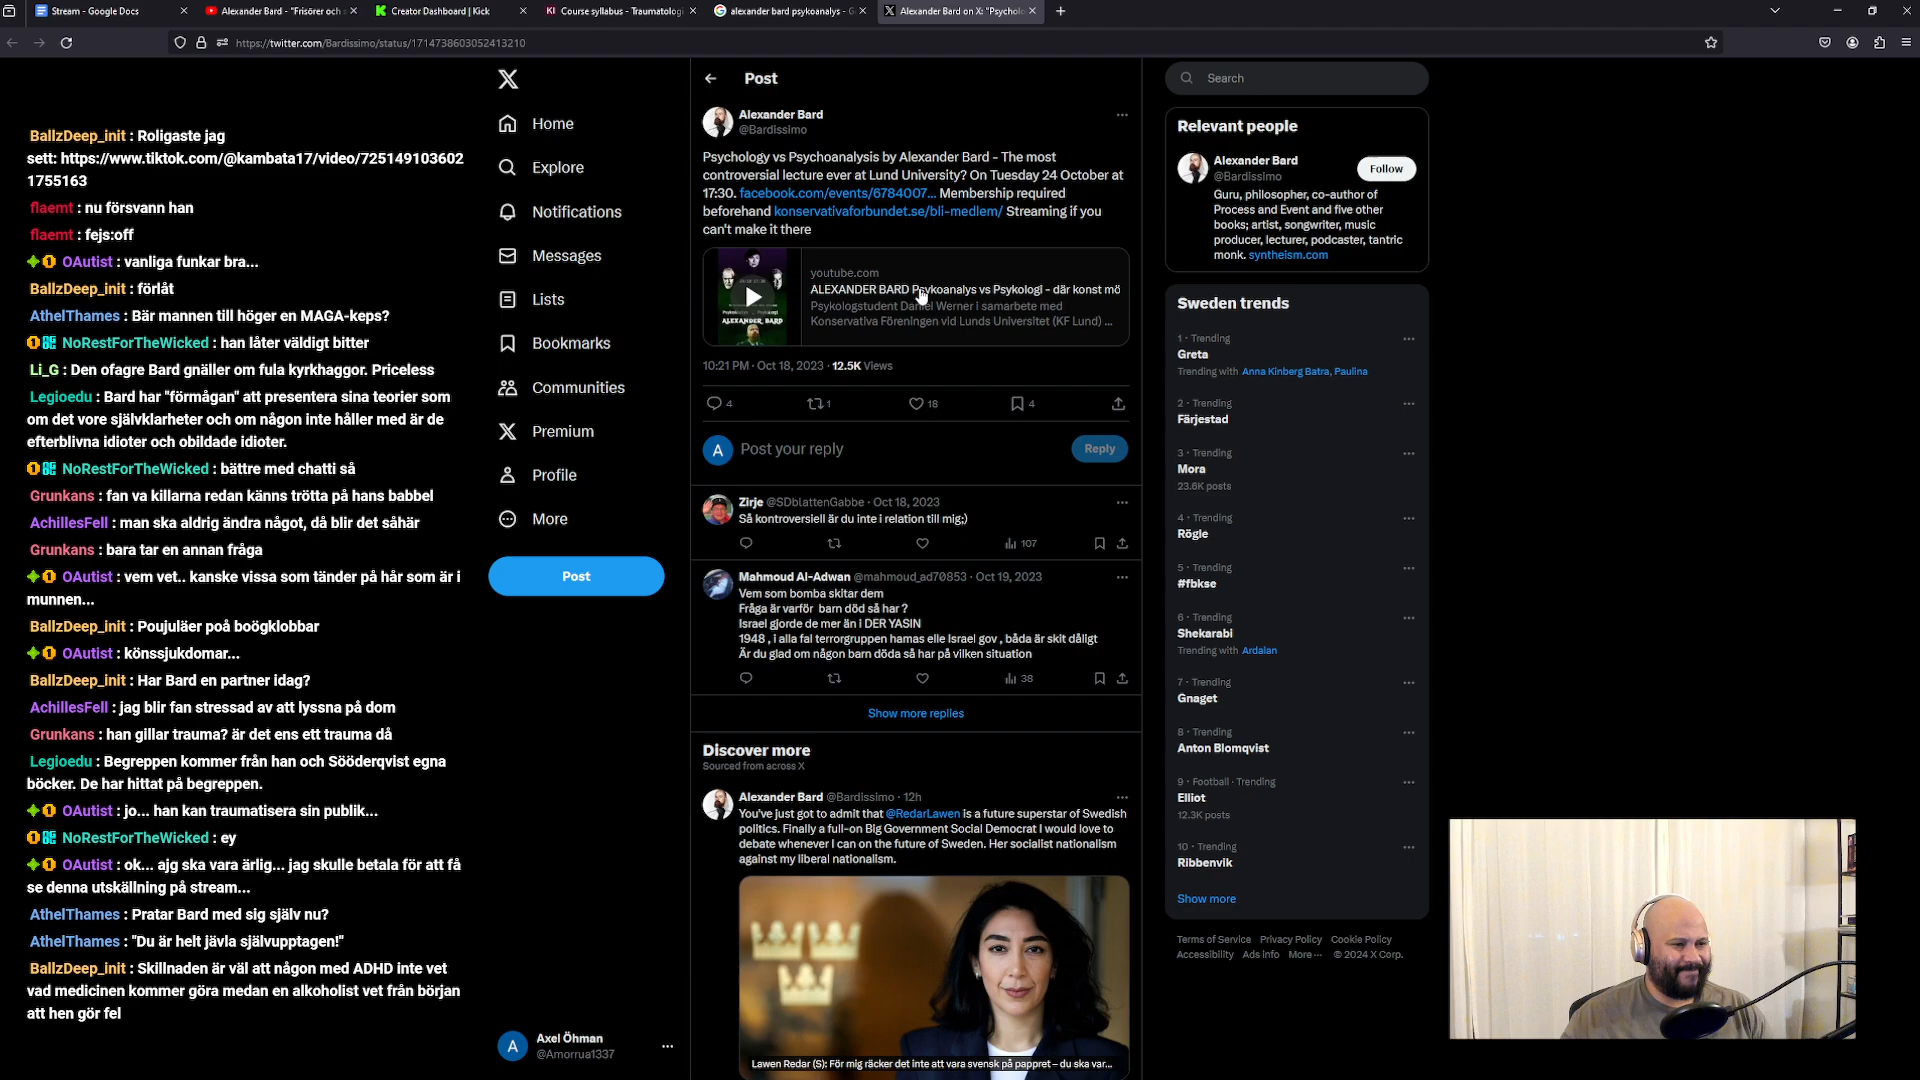 Stream - Google Docs
Alexander Bard - "Frisörer och
Creator Dashboard | Kick
Course syllabus - Traumatologi
alexander bard psykoanalys - G
Alexander Bard on X: "Psycholo
https://twitter.com/Bardissimo/status/1714738603052413210
BallzDeep_init : Roligaste jag
sett: https://www.tiktok.com/@kambata17/video/725149103602
1755163
flaemt : nu försvann han
flaemt : fejs:off
OAutist : vanliga funkar bra...
BallzDeep_init : förlåt
AthelThames : Bär mannen till höger en MAGA-keps?
NoRestForTheWicked : han låter väldigt bitter
Li_G : Den ofagre Bard gnäller om fula kyrkhaggor. Priceless
Legioedu : Bard har "förmågan" att presentera sina teorier som
om det vore självklarheter och om någon inte håller med är de
efterblivna idioter och obildade idioter.
NoRestForTheWicked : bättre med chatti så
Grunkans : fan va killarna redan känns trötta på hans babbel
AchillesFell : man ska aldrig ändra något, då blir det såhär
Grunkans : bara tar en annan fråga
OAutist : vem vet.. kanske vissa som tänder på hår som är i
munnen...
BallzDeep_init : Poujuläer poå boögklobbar
OAutist : könssjukdomar...
BallzDeep_init : Har Bard en partner idag?
AchillesFell : jag blir fan stressad av att lyssna på dom
Grunkans : han gillar trauma? är det ens ett trauma då
Legioedu : Begreppen kommer från han och Sööderqvist egna
böcker. De har hittat på begreppen.
OAutist : jo... han kan traumatisera sin publik...
NoRestForTheWicked : ey
OAutist : ok... ajg ska vara ärlig... jag skulle betala för att få
se denna utskällning på stream...
AthelThames : Pratar Bard med sig själv nu?
AthelThames : "Du är helt jävla självupptagen!"
BallzDeep_init : Skillnaden är väl att någon med ADHD inte vet
vad medicinen kommer göra medan en alkoholist vet från början
att hen gör fel
Home
Explore
Notifications
Messages
Lists
Bookmarks
Communities
Premium
Profile
More
Post
Axel Öhman
@Amorrua1337
Post
Alexander Bard
@Bardissimo
Psychology vs Psychoanalysis by Alexander Bard - The most
controversial lecture ever at Lund University? On Tuesday 24 October at
17:30. facebook.com/events/6784007... Membership required
beforehand konservativaforbundet.se/bli-medlem/ Streaming if you
can't make it there
ALEXANDER BARD
youtube.com
ALEXANDER BARD Psykoanalys vs Psykologi - där konst mö
Psykologstudent Daniel Werner i samarbete med
Konservativa Föreningen vid Lunds Universitet (KF Lund) ...
10:21 PM · Oct 18, 2023 · 12.5K Views
4
1
18
4
A
Post your reply
Reply
Zirje @SDblattenGabbe · Oct 18, 2023
Så kontroversiell är du inte i relation till mig;)
107
Mahmoud Al-Adwan @mahmoud_ad70853 · Oct 19, 2023
Vem som bomba skitar dem
Fråga är varför barn död så har ?
Israel gjorde de mer än i DER YASIN
1948 , i alla fal terrorgruppen hamas elle Israel gov , båda är skit dåligt
Är du glad om någon barn döda så har på vilken situation
38
Show more replies
Discover more
Sourced from across X
Alexander Bard @Bardissimo · 12h
You've just got to admit that @RedarLawen is a future superstar of Swedish
politics. Finally a full-on Big Government Social Democrat I would love to
debate whenever I can on the future of Sweden. Her socialist nationalism
against my liberal nationalism.
Lawen Redar (S): För mig räcker det inte att vara svensk på pappret – du ska var...
Search
Relevant people
Alexander Bard
@Bardissimo
Follow
Guru, philosopher, co-author of
Process and Event and five other
books; artist, songwriter, music
producer, lecturer, podcaster, tantric
monk. syntheism.com
Sweden trends
1 · Trending
Greta
Trending with Anna Kinberg Batra, Paulina
2 · Trending
Färjestad
3 · Trending
Mora
23.6K posts
4 · Trending
Rögle
5 · Trending
#fbkse
6 · Trending
Shekarabi
Trending with Ardalan
7 · Trending
Gnaget
8 · Trending
Anton Blomqvist
9 · Football · Trending
Elliot
12.3K posts
10 · Trending
Ribbenvik
Show more
Terms of Service Privacy Policy Cookie Policy
Accessibility Ads info More ··· © 2024 X Corp.